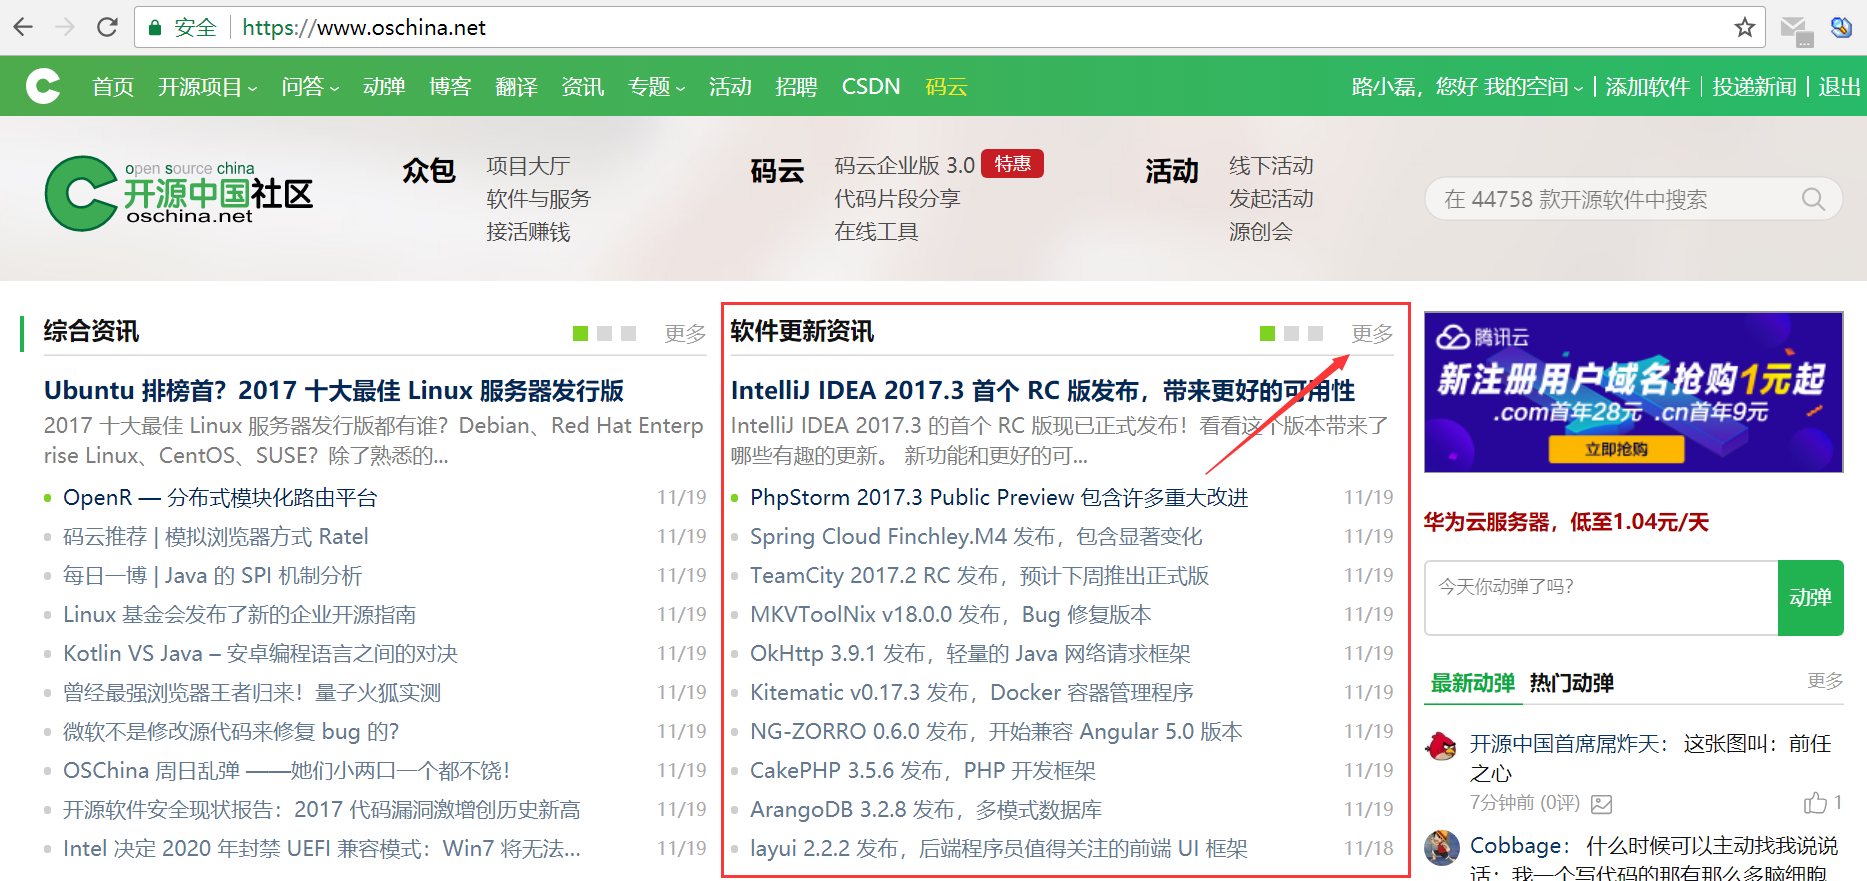 安全 https://www.oschina.net
首页 开源项目 问答 动弹 博客 翻译 资讯 专题 活动 招聘 CSDN 码云
路小磊，您好 我的空间 添加软件 投递新闻 退出
open source china
开源中国社区
oschina.net
众包
项目大厅
软件与服务
接活赚钱
码云
码云企业版 3.0 特惠
代码片段分享
在线工具
活动
线下活动
发起活动
源创会
在 44758 款开源软件中搜索
综合资讯 更多
Ubuntu 排榜首？2017 十大最佳 Linux 服务器发行版
2017 十大最佳 Linux 服务器发行版都有谁？Debian、Red Hat Enterp
rise Linux、CentOS、SUSE？除了熟悉的...
OpenR — 分布式模块化路由平台 11/19
码云推荐 | 模拟浏览器方式 Ratel 11/19
每日一博 | Java 的 SPI 机制分析 11/19
Linux 基金会发布了新的企业开源指南 11/19
Kotlin VS Java – 安卓编程语言之间的对决 11/19
曾经最强浏览器王者归来！量子火狐实测 11/19
微软不是修改源代码来修复 bug 的？ 11/19
OSChina 周日乱弹 ——她们小两口一个都不饶！ 11/19
开源软件安全现状报告：2017 代码漏洞激增创历史新高 11/19
Intel 决定 2020 年封禁 UEFI 兼容模式：Win7 将无法... 11/19
软件更新资讯 更多
IntelliJ IDEA 2017.3 首个 RC 版发布，带来更好的可用性
IntelliJ IDEA 2017.3 的首个 RC 版现已正式发布！看看这个版本带来了
哪些有趣的更新。 新功能和更好的可...
PhpStorm 2017.3 Public Preview 包含许多重大改进 11/19
Spring Cloud Finchley.M4 发布，包含显著变化 11/19
TeamCity 2017.2 RC 发布，预计下周推出正式版 11/19
MKVToolNix v18.0.0 发布，Bug 修复版本 11/19
OkHttp 3.9.1 发布，轻量的 Java 网络请求框架 11/19
Kitematic v0.17.3 发布，Docker 容器管理程序 11/19
NG-ZORRO 0.6.0 发布，开始兼容 Angular 5.0 版本 11/19
CakePHP 3.5.6 发布，PHP 开发框架 11/19
ArangoDB 3.2.8 发布，多模式数据库 11/19
layui 2.2.2 发布，后端程序员值得关注的前端 UI 框架 11/18
腾讯云
新注册用户域名抢购1元起
.com首年28元 .cn首年9元
立即抢购
华为云服务器，低至1.04元/天
今天你动弹了吗？
动弹
最新动弹 热门动弹 更多
开源中国首席屌炸天： 这张图叫：前任
之心
7分钟前 (0评) 1
Cobbage： 什么时候可以主动找我说说
话：我一个写代码的那有那么多脑细胞